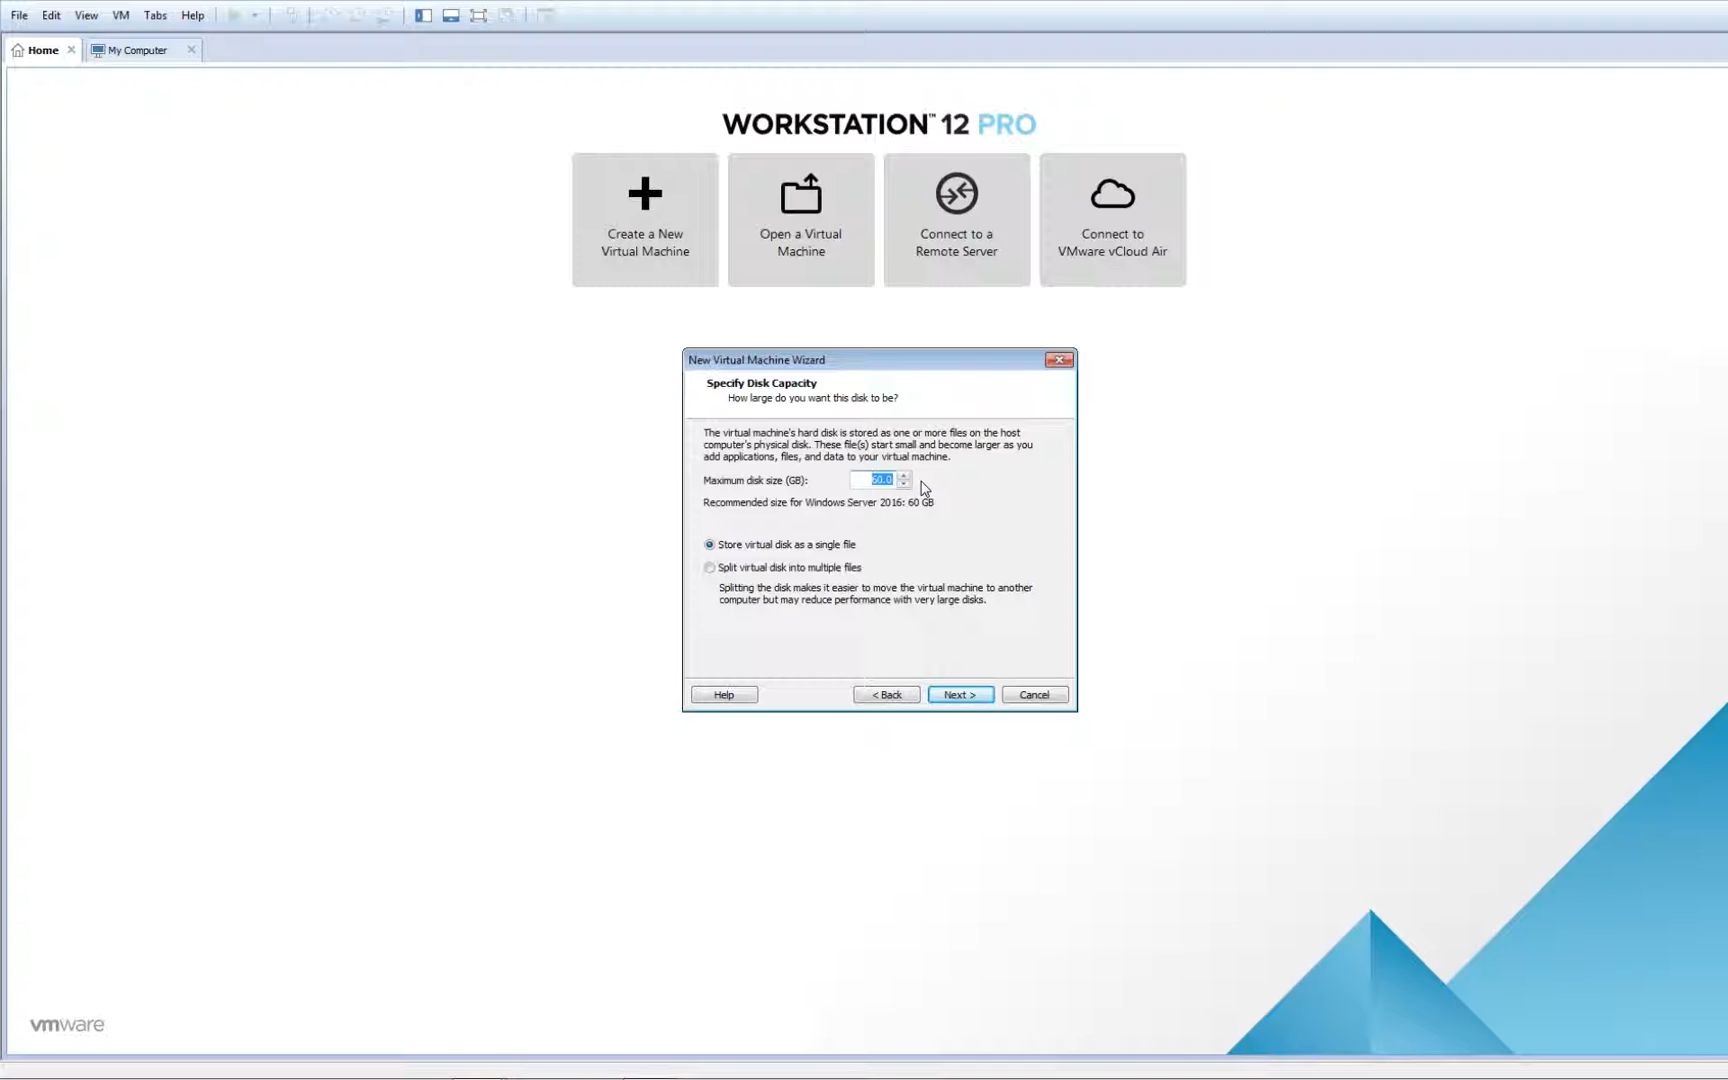 File Edit View VM Tabs Help
Home My Computer
WORKSTATION™ 12 PRO
Create a New
Virtual Machine
Open a Virtual
Machine
Connect to a
Remote Server
Connect to
VMware vCloud Air
New Virtual Machine Wizard
Specify Disk Capacity
How large do you want this disk to be?
The virtual machine's hard disk is stored as one or more files on the host
computer's physical disk. These file(s) start small and become larger as you
add applications, files, and data to your virtual machine.
Maximum disk size (GB): 60.0
Recommended size for Windows Server 2016: 60 GB
Store virtual disk as a single file
Split virtual disk into multiple files
Splitting the disk makes it easier to move the virtual machine to another
computer but may reduce performance with very large disks.
Help < Back Next > Cancel
vmware